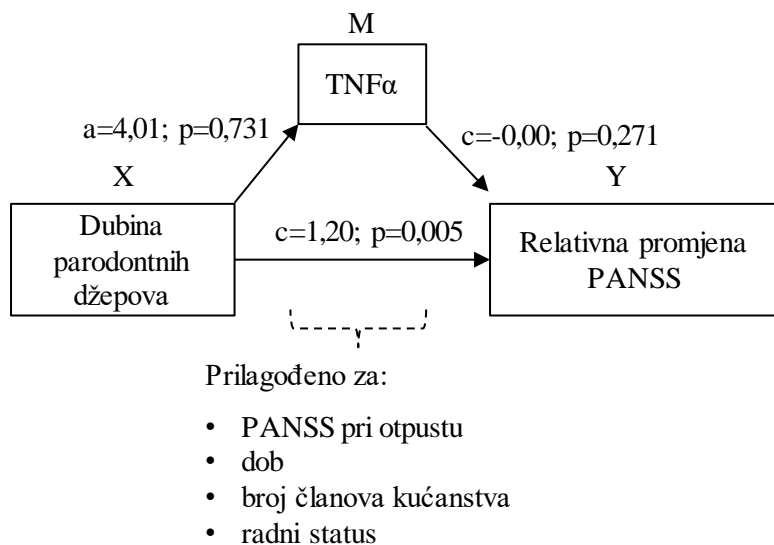 M
TNFα
a=4,01; p=0,731
c=-0,00; p=0,271
X
Y
Dubina
parodontnih
džepova
c=1,20; p=0,005
Relativna promjena
PANSS
Prilagođeno za:
• PANSS pri otpustu
• dob
• broj članova kućanstva
• radni status